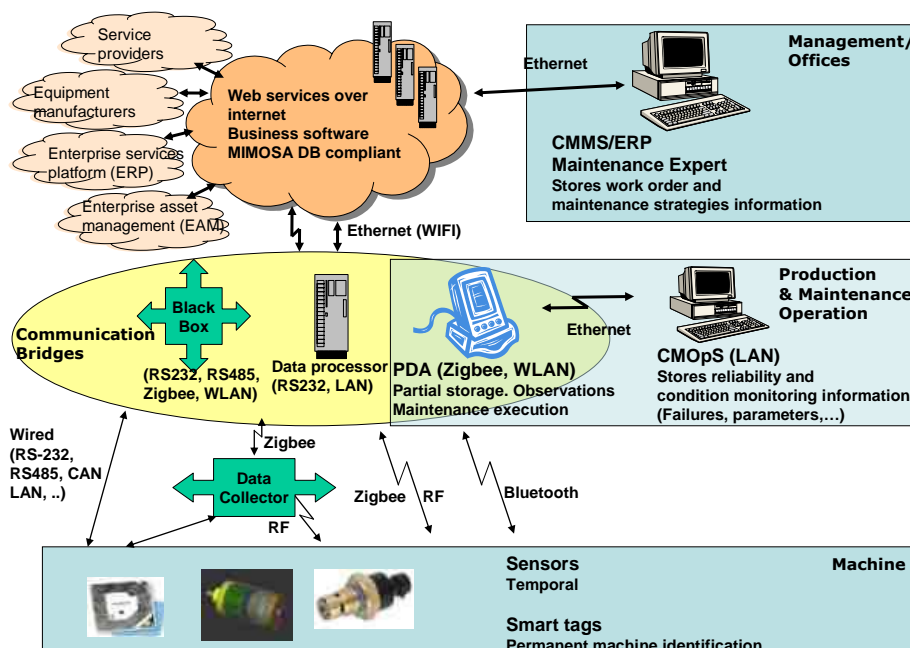 Service
providers
Equipment
manufacturers
Enterprise services
platform (ERP)
Enterprise asset
management (EAM)
Web services over
internet
Business software
MIMOSA DB compliant
Ethernet
Management/
Offices
CMMS/ERP
Maintenance Expert
Stores work order and
maintenance strategies information
Ethernet (WIFI)
Communication
Bridges
Black
Box
(RS232, RS485,
Zigbee, WLAN)
Data processor
(RS232, LAN)
PDA (Zigbee, WLAN)
Partial storage. Observations
Maintenance execution
Ethernet
Production
& Maintenance
Operation
CMOpS (LAN)
Stores reliability and
condition monitoring information
(Failures, parameters,…)
Wired
(RS-232,
RS485, CAN
LAN, ..)
Zigbee
Data
Collector
RF
Zigbee
RF
Bluetooth
Sensors
Temporal
Machine
Smart tags
Permanent machine identification